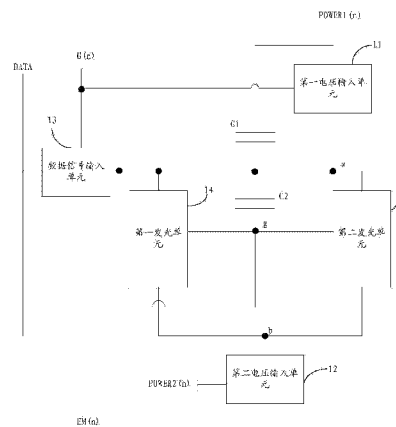 POWER1(n)
11
G(g)
DATA
第一电压输入单
元
13
C1
数据信号输入
单元
a
14
C2
第一发光单
元
g
第二发光单
元
b
第二电压输入单
元
12
POWER2(n)
EM(n)